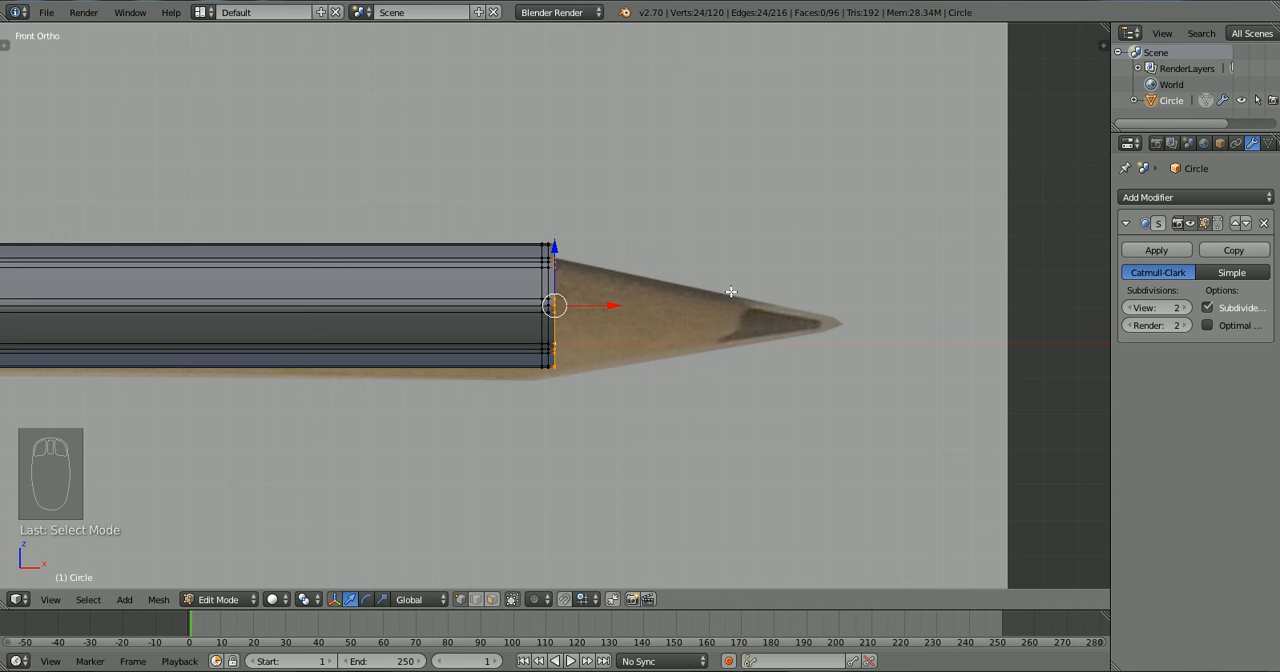 File Render Window Help Default Scene Blender Render v2.70 | Verts:24/120 | Edges:24/216 | Faces:0/96 | Tris:192 | Mem:28.34M | Circle
Front Ortho
View Search All Scenes
Scene
RenderLayers
World
Circle
Circle
Add Modifier
S
Apply Copy
Catmull-Clark Simple
Subdivisions: Options:
View: 2 Subdivide...
Render: 2 Optimal ...
Last: Select Mode
z
x
(1) Circle
View Select Add Mesh Edit Mode Global
-50 -40 -30 -20 -10 0 10 20 30 40 50 60 70 80 90 100 110 120 130 140 150 160 170 180 190 200 210 220 230 240 250 260 270 280
View Marker Frame Playback Start: 1 End: 250 1 No Sync